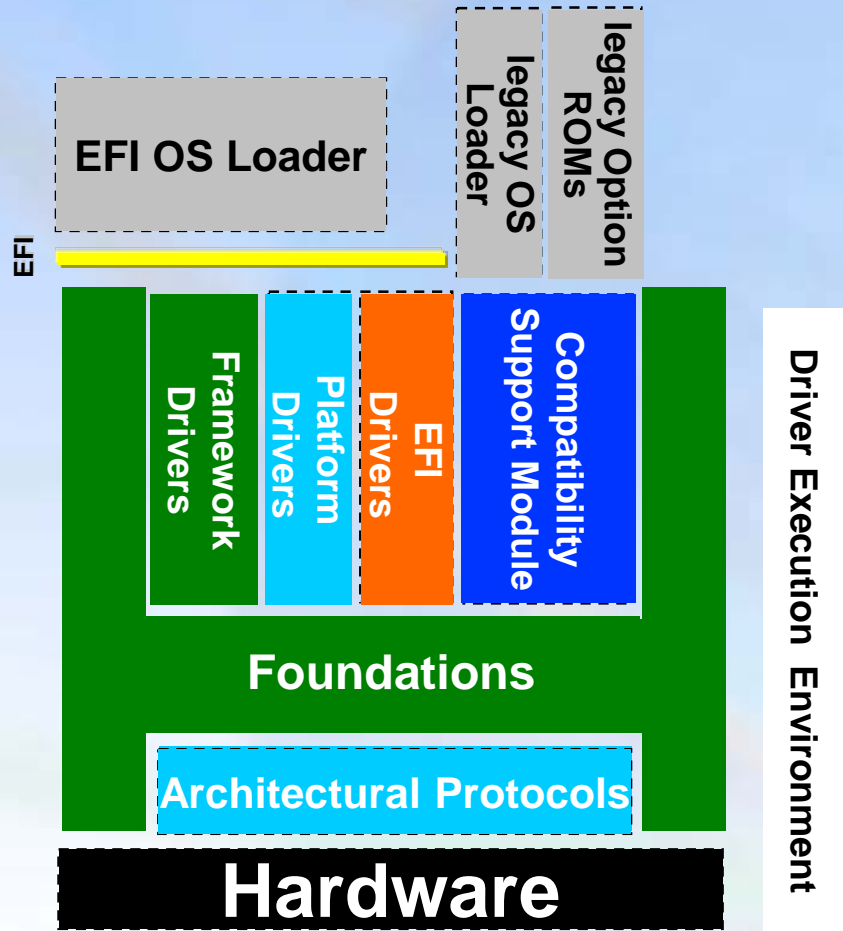 legacy OS
Loader
legacy Option
ROMs
EFI OS Loader
EFI
Framework
Drivers
Platform
Drivers
EFI
Drivers
Compatibility
Support Module
Driver Execution Environment
Foundations
Architectural Protocols
Hardware